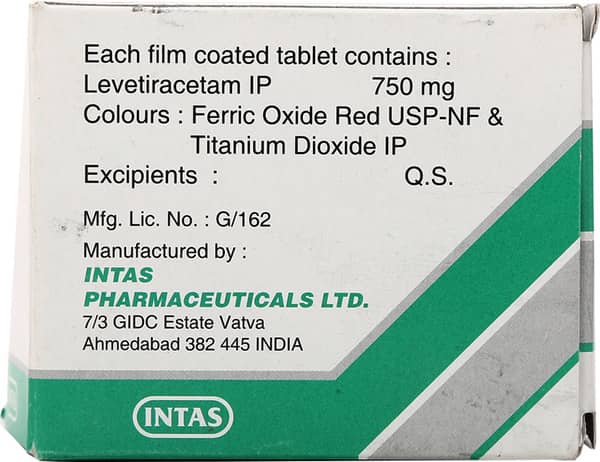 Each film coated tablet contains :
Levetiracetam IP 750 mg
Colours : Ferric Oxide Red USP-NF &
Titanium Dioxide IP
Excipients : Q.S.
Mfg. Lic. No. : G/162
Manufactured by :
INTAS
PHARMACEUTICALS LTD.
7/3 GIDC Estate Vatva
Ahmedabad 382 445 INDIA
INTAS